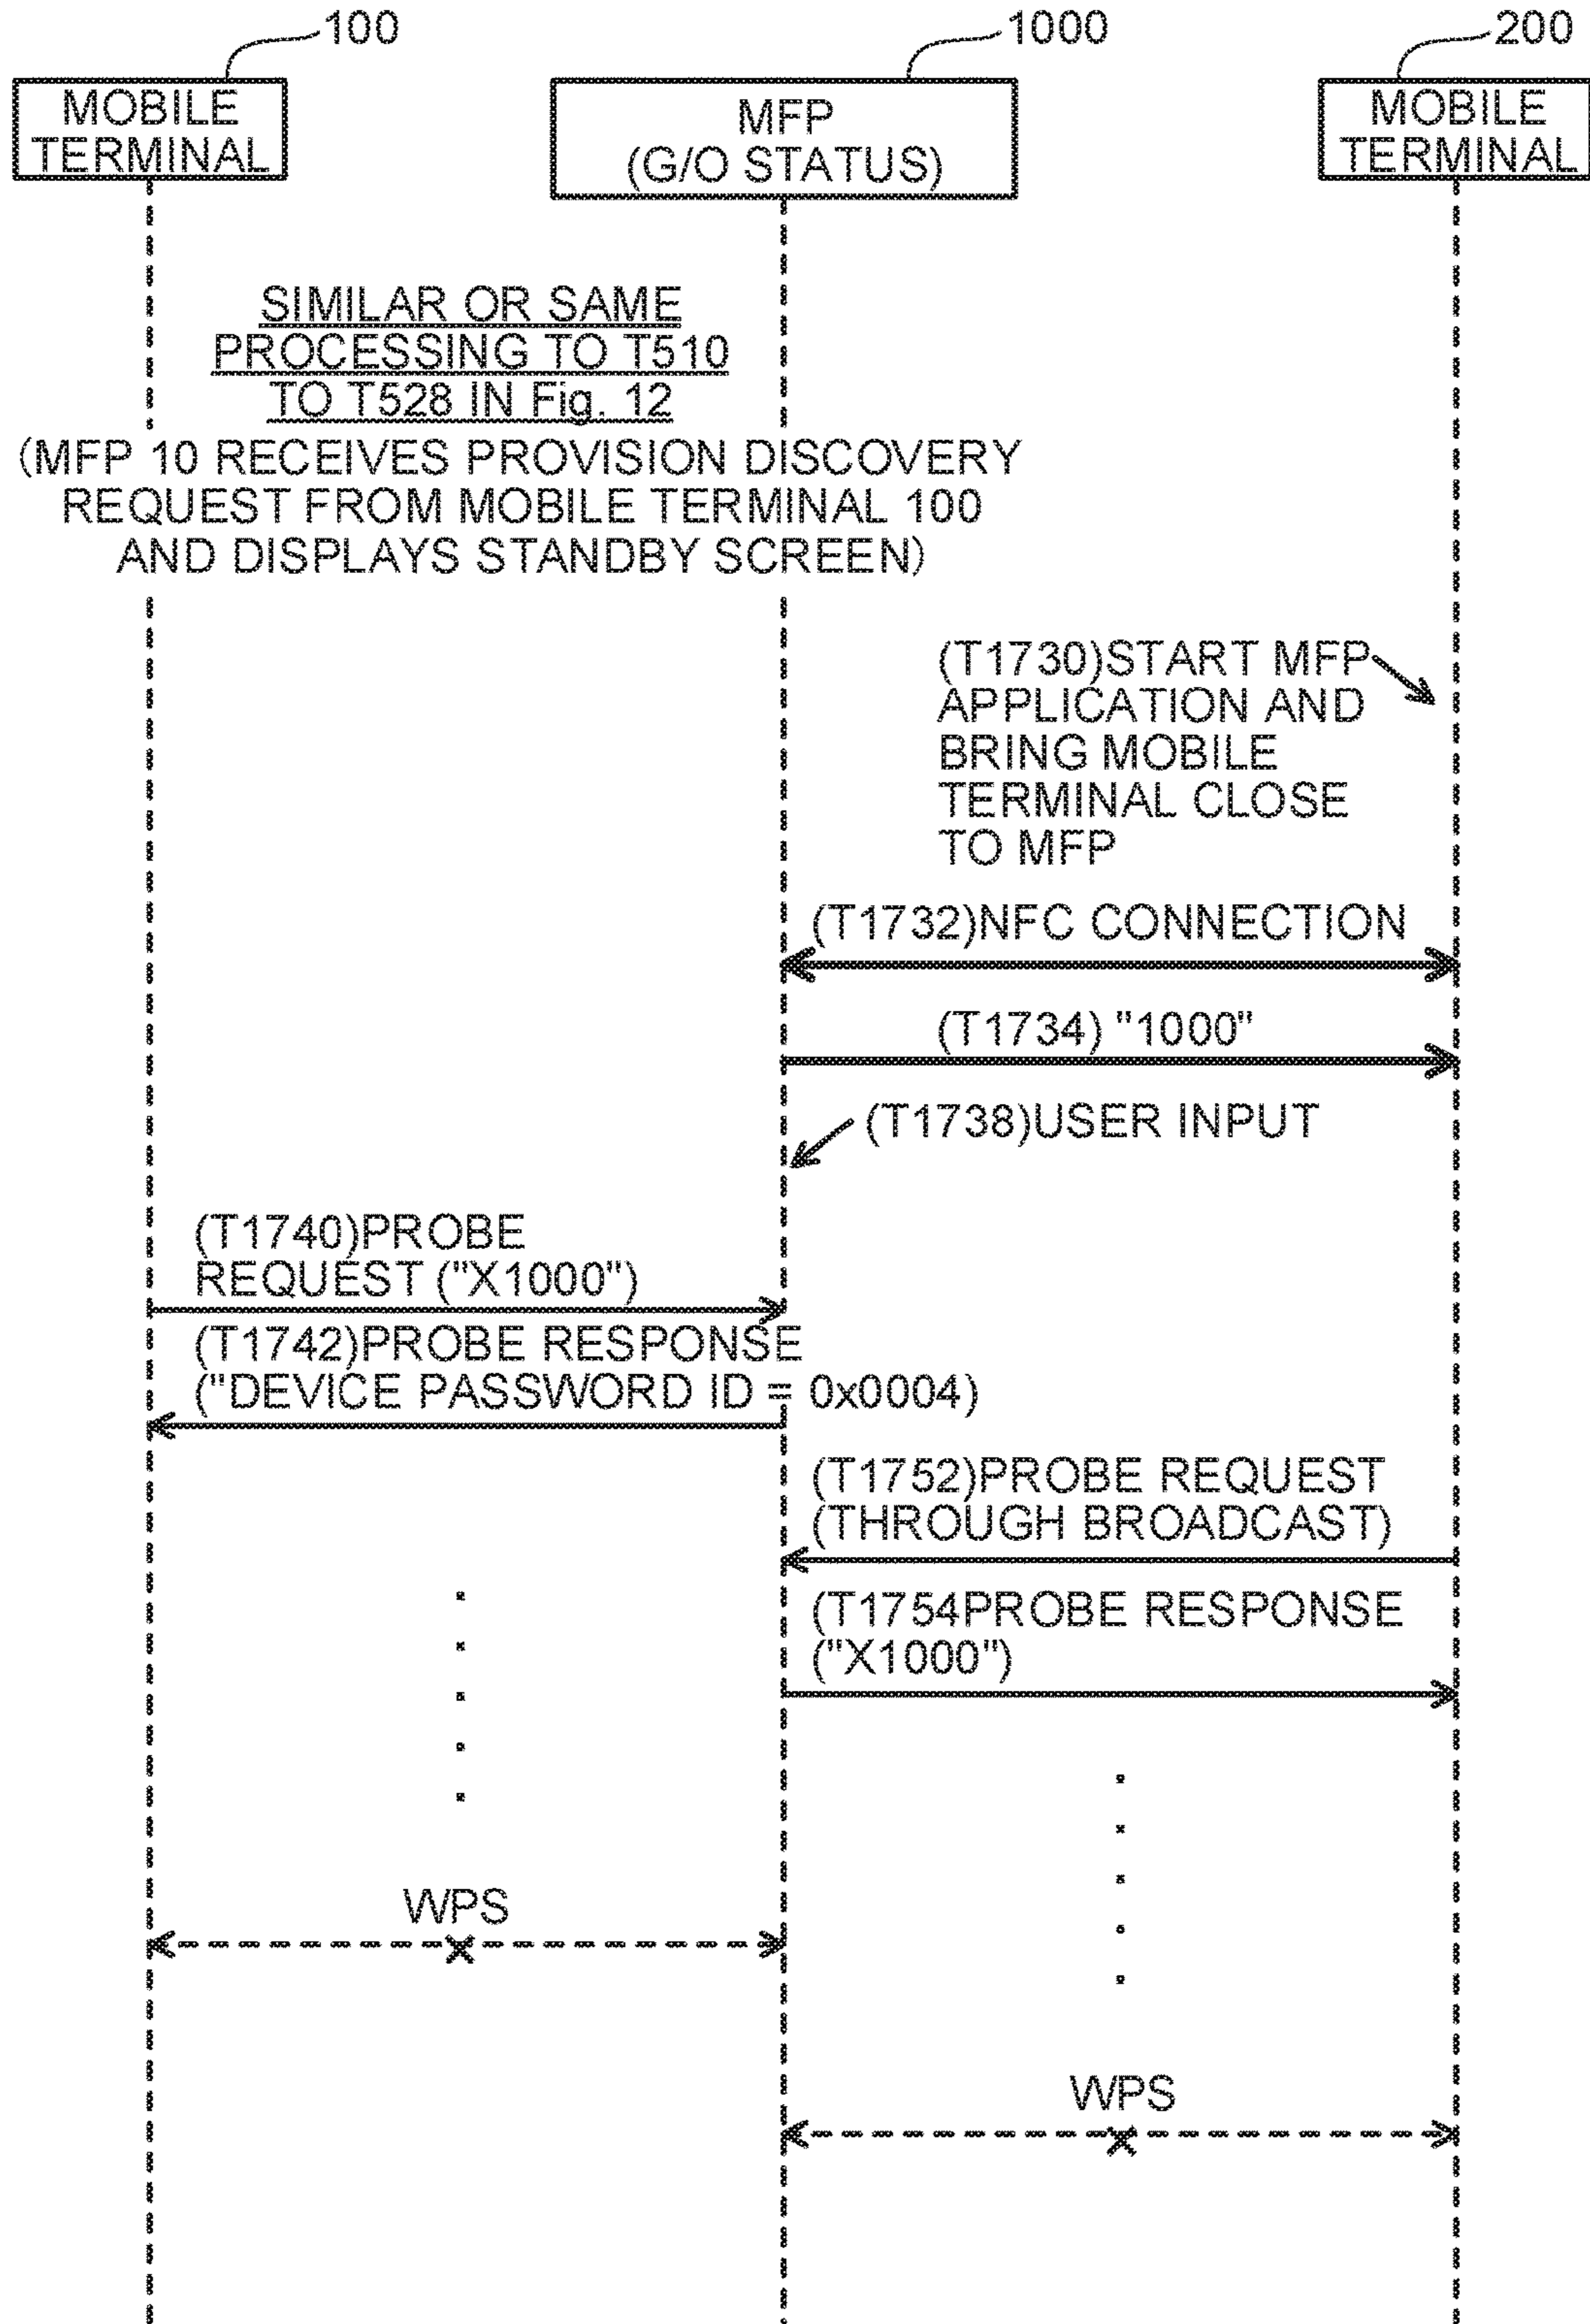 100
1000
200
MOBILE
TERMINAL
MFP
(G/O STATUS)
MOBILE
TERMINAL
SIMILAR OR SAME
PROCESSING TO T510
TO T528 IN Fig. 12
(MFP 10 RECEIVES PROVISION DISCOVERY
REQUEST FROM MOBILE TERMINAL 100
AND DISPLAYS STANDBY SCREEN)
(T1730)START MFP
APPLICATION AND
BRING MOBILE
TERMINAL CLOSE
TO MFP
(T1732)NFC CONNECTION
(T1734) "1000"
(T1738)USER INPUT
(T1740)PROBE
REQUEST ("X1000")
(T1742)PROBE RESPONSE
("DEVICE PASSWORD ID = 0x0004)
(T1752)PROBE REQUEST
(THROUGH BROADCAST)
(T1754PROBE RESPONSE
("X1000")
WPS
WPS